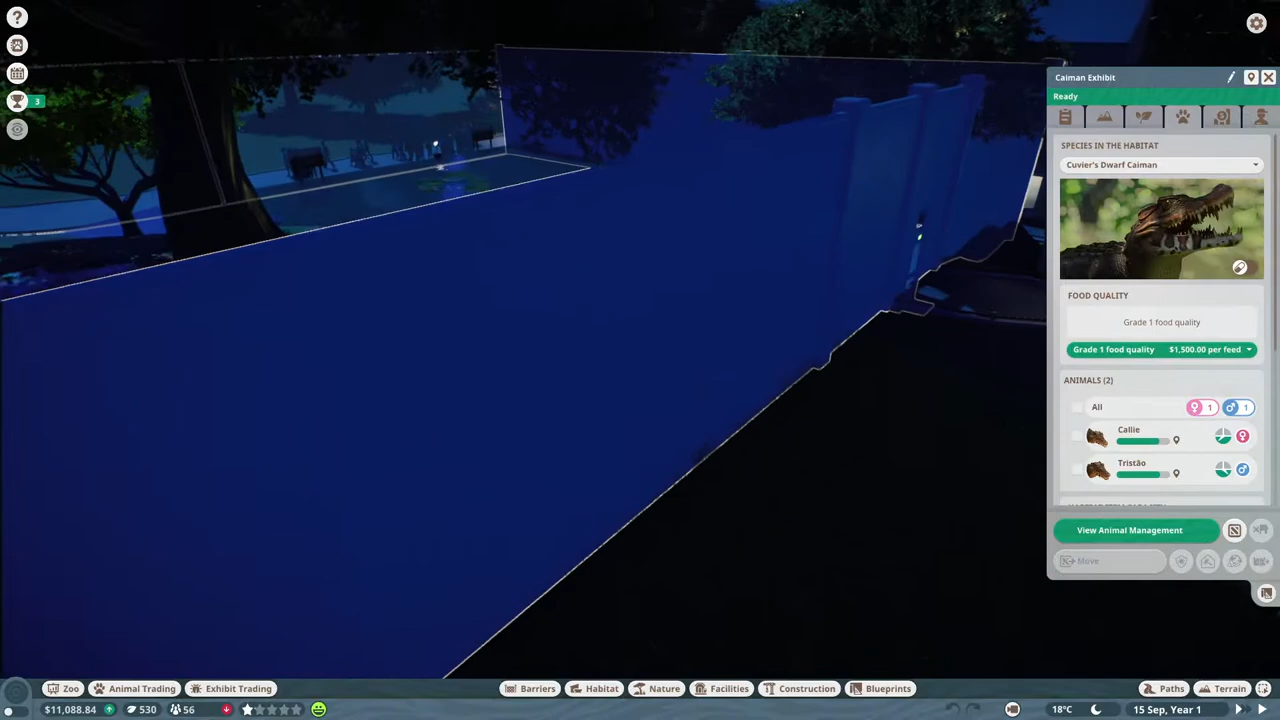 ?
3
Caiman Exhibit
Ready
SPECIES IN THE HABITAT
Cuvier's Dwarf Caiman
FOOD QUALITY
Grade 1 food quality
Grade 1 food quality $1,500.00 per feed
ANIMALS (2)
All 1 1
Callie
Tristão
View Animal Management
Move
Zoo Animal Trading Exhibit Trading Barriers Habitat Nature Facilities Construction Blueprints Paths Terrain
$11,088.84 530 56 18°C 15 Sep, Year 1